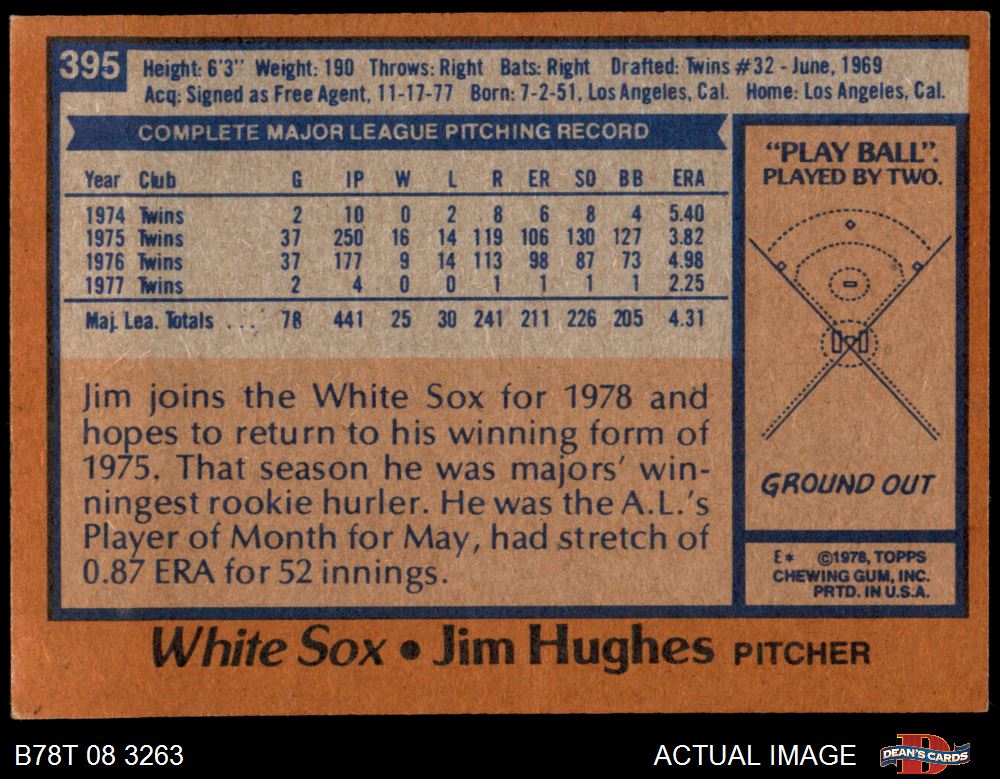 395
Height: 6'3" Weight: 190 Throws: Right Bats: Right Drafted: Twins #32 - June, 1969
Acq: Signed as Free Agent, 11-17-77 Born: 7-2-51, Los Angeles, Cal. Home: Los Angeles, Cal.
COMPLETE MAJOR LEAGUE PITCHING RECORD
Year Club G IP W L R ER SO BB ERA
1974 Twins 2 10 0 2 8 6 8 4 5.40
1975 Twins 37 250 16 14 119 106 130 127 3.82
1976 Twins 37 177 9 14 113 98 87 73 4.98
1977 Twins 2 4 0 0 1 1 1 1 2.25
Maj. Lea. Totals ... 78 441 25 30 241 211 226 205 4.31
Jim joins the White Sox for 1978 and
hopes to return to his winning form of
1975. That season he was majors' win-
ningest rookie hurler. He was the A.L.'s
Player of Month for May, had stretch of
0.87 ERA for 52 innings.
"PLAY BALL".
PLAYED BY TWO.
GROUND OUT
E* ©1978, TOPPS
CHEWING GUM, INC.
PRTD. IN U.S.A.
White Sox • Jim Hughes PITCHER
B78T 08 3263
ACTUAL IMAGE
D
DEAN'S CARDS